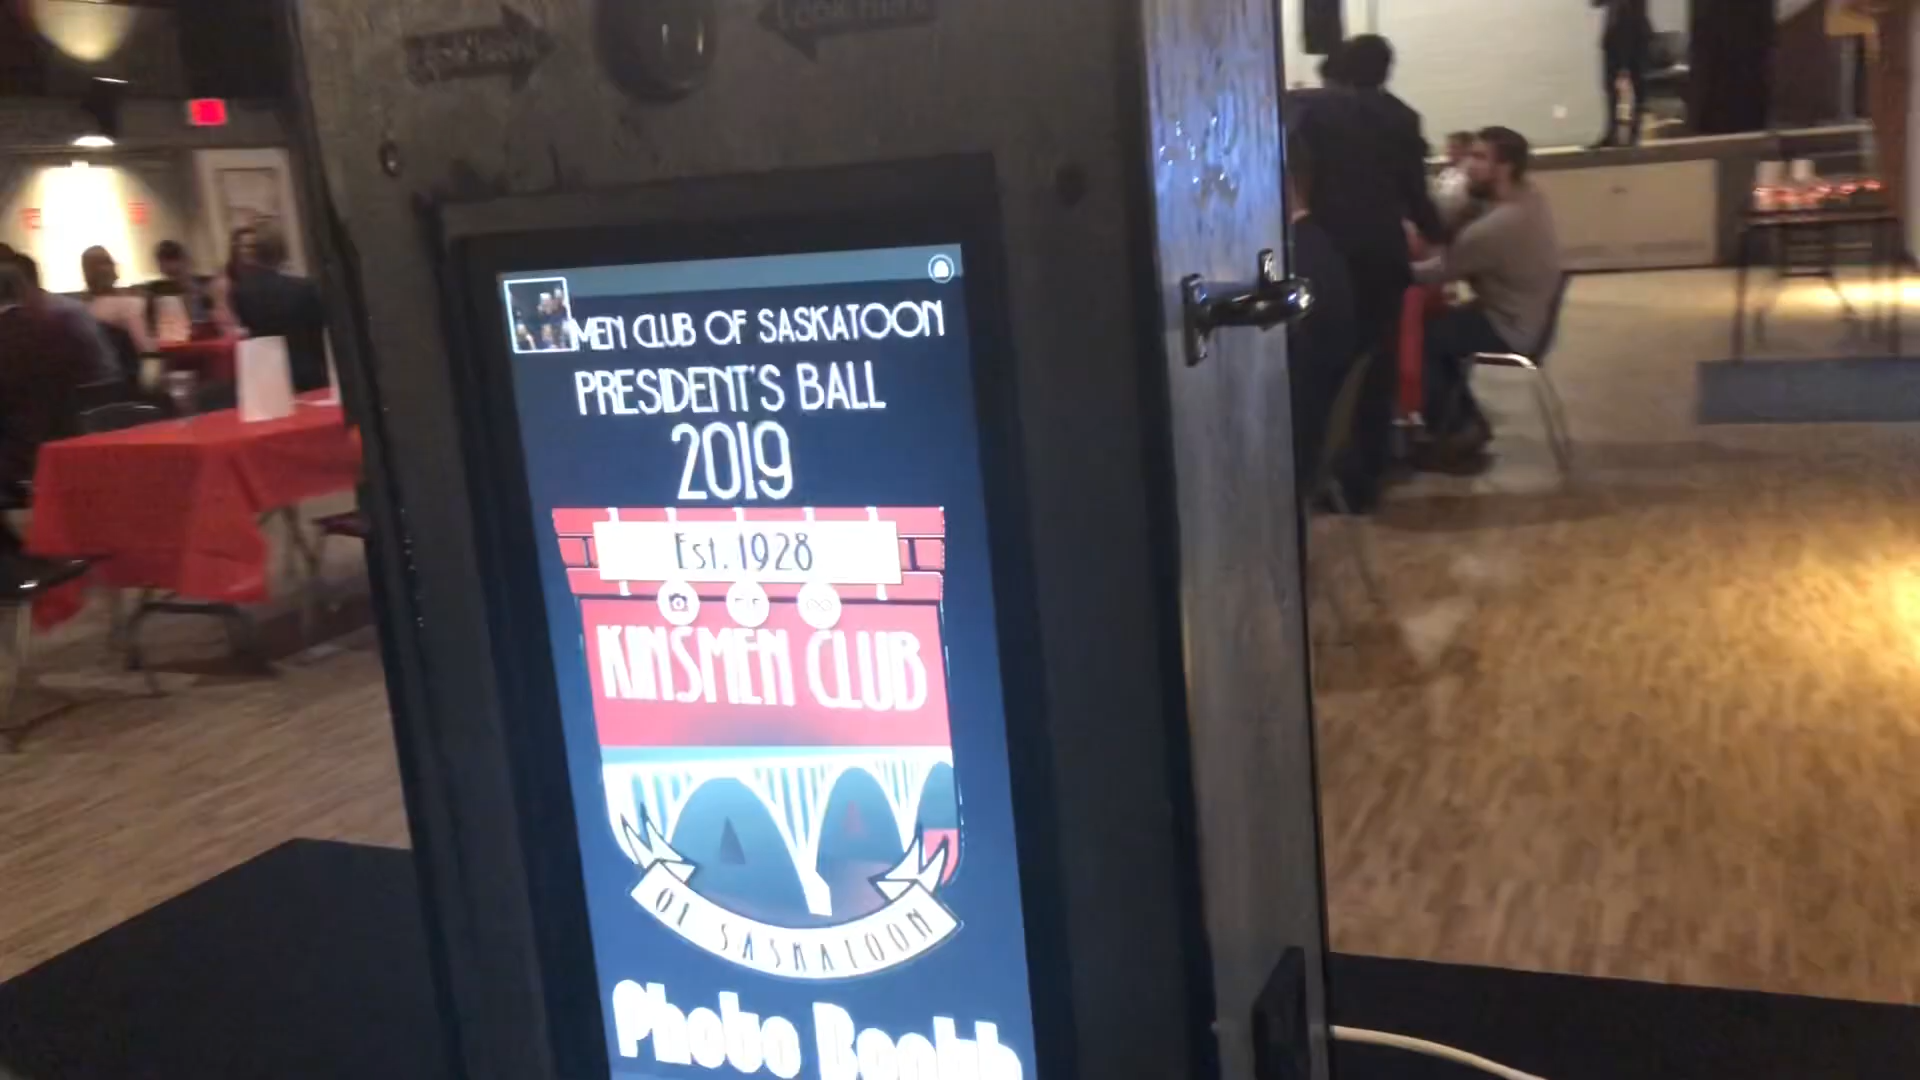 MEN CLUB OF SASKATOON
PRESIDENT'S BALL
2019
Est. 1928
KINSMEN CLUB
OF SASKATOON
Photo Booth